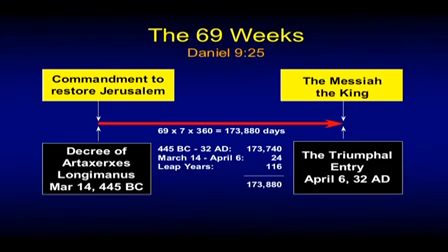 The 69 Weeks
Daniel 9:25
Commandment to
restore Jerusalem
The Messiah
the King
69 x 7 x 360 = 173,880 days
Decree of
Artaxerxes
Longimanus
Mar 14, 445 BC
445 BC - 32 AD: 173,740
March 14 - April 6: 24
Leap Years: 116
173,880
The Triumphal
Entry
April 6, 32 AD